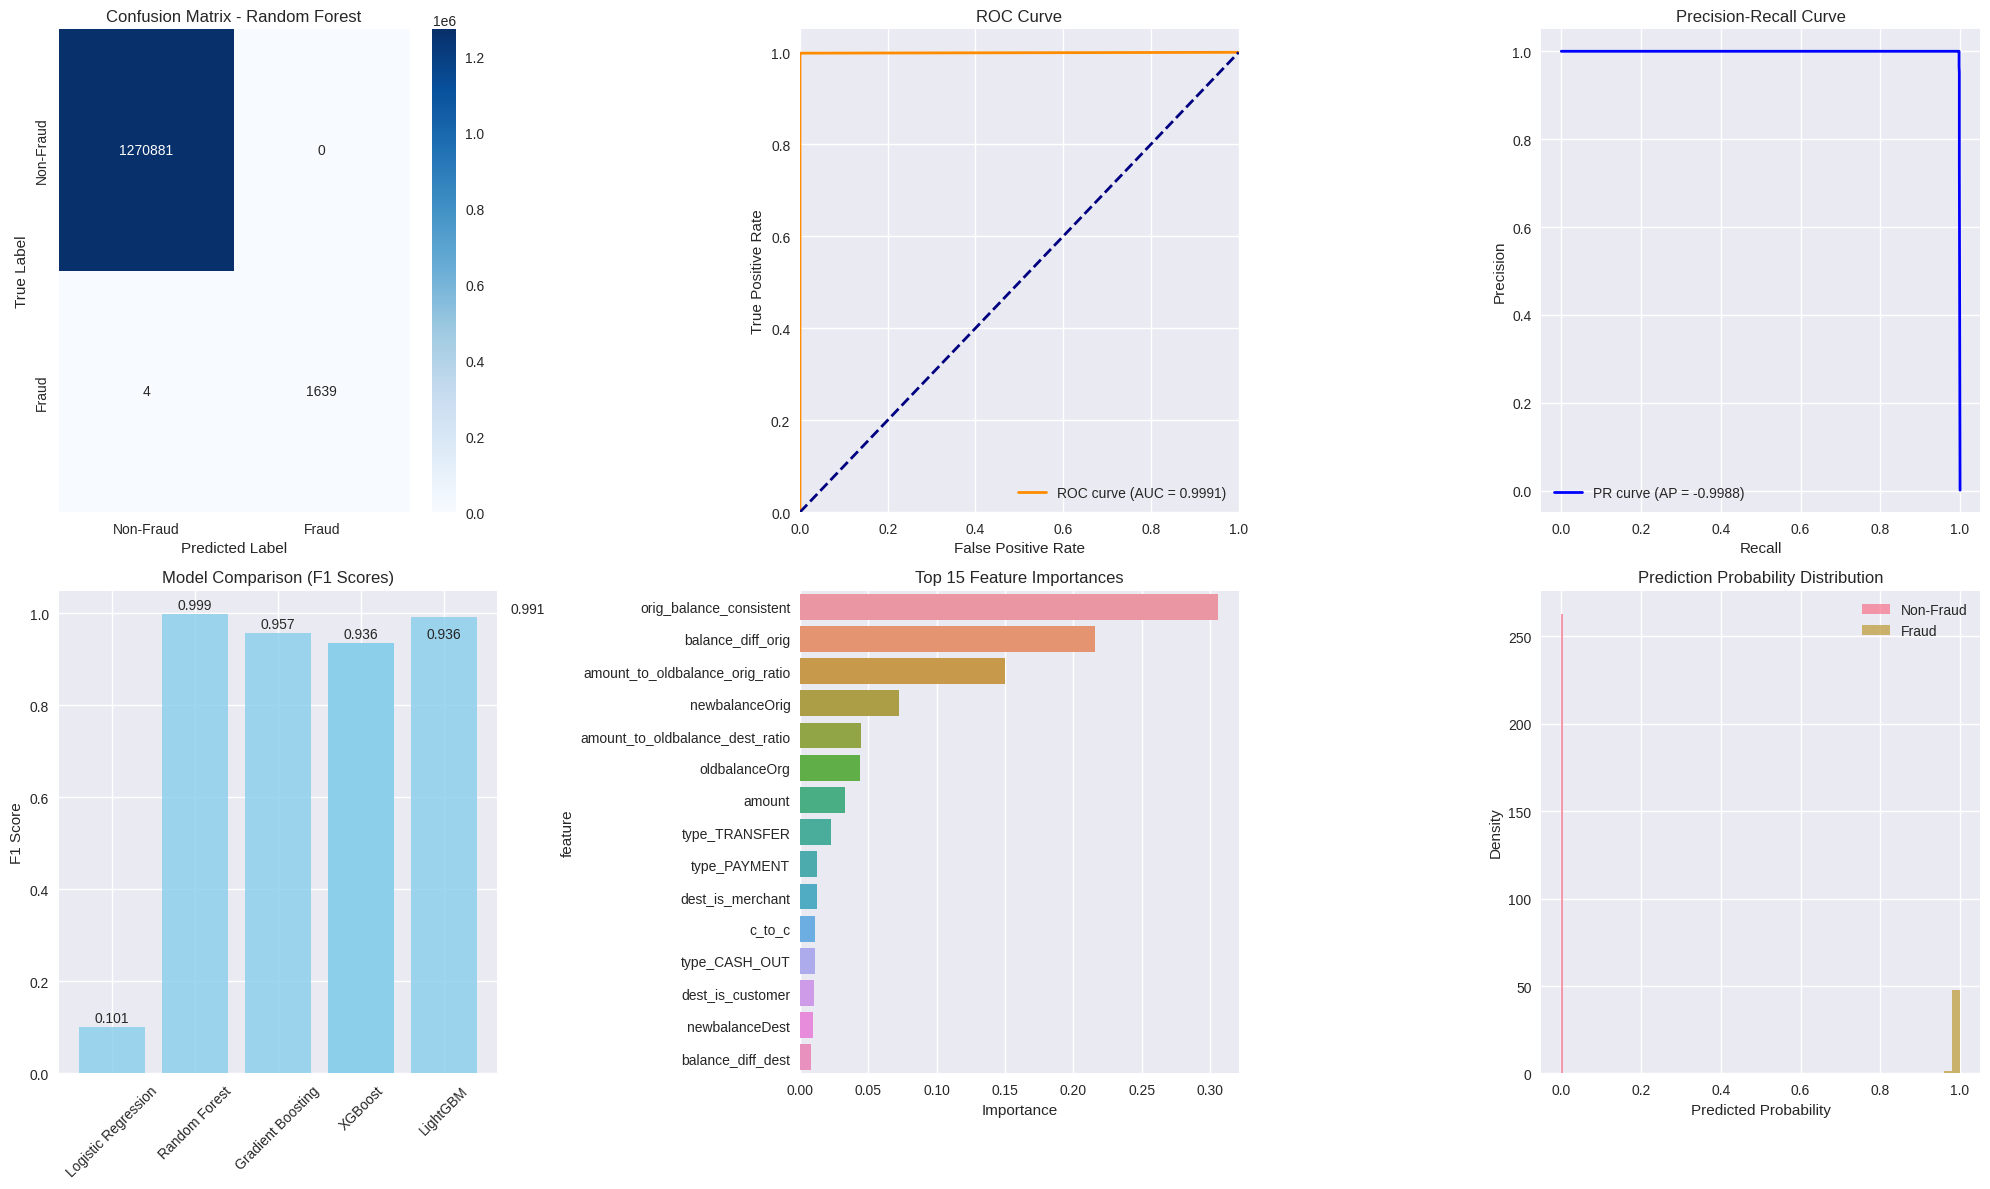 Confusion Matrix - Random Forest
1e6
1.2
1.0
0.8
0.6
0.4
0.2
0.0
True Label
Non-Fraud
Fraud
1270881
0
4
1639
Non-Fraud
Fraud
Predicted Label
ROC Curve
True Positive Rate
1.0
0.8
0.6
0.4
0.2
0.0
ROC curve (AUC = 0.9991)
0.0
0.2
0.4
0.6
0.8
1.0
False Positive Rate
Precision-Recall Curve
Precision
1.0
0.8
0.6
0.4
0.2
0.0
PR curve (AP = -0.9988)
0.0
0.2
0.4
0.6
0.8
1.0
Recall
Model Comparison (F1 Scores)
F1 Score
1.0
0.8
0.6
0.4
0.2
0.0
0.101
0.999
0.957
0.936
0.936
0.991
Logistic Regression
Random Forest
Gradient Boosting
XGBoost
LightGBM
Top 15 Feature Importances
feature
orig_balance_consistent
balance_diff_orig
amount_to_oldbalance_orig_ratio
newbalanceOrig
amount_to_oldbalance_dest_ratio
oldbalanceOrg
amount
type_TRANSFER
type_PAYMENT
dest_is_merchant
c_to_c
type_CASH_OUT
dest_is_customer
newbalanceDest
balance_diff_dest
0.00
0.05
0.10
0.15
0.20
0.25
0.30
Importance
Prediction Probability Distribution
Non-Fraud
Fraud
Density
250
200
150
100
50
0
0.0
0.2
0.4
0.6
0.8
1.0
Predicted Probability